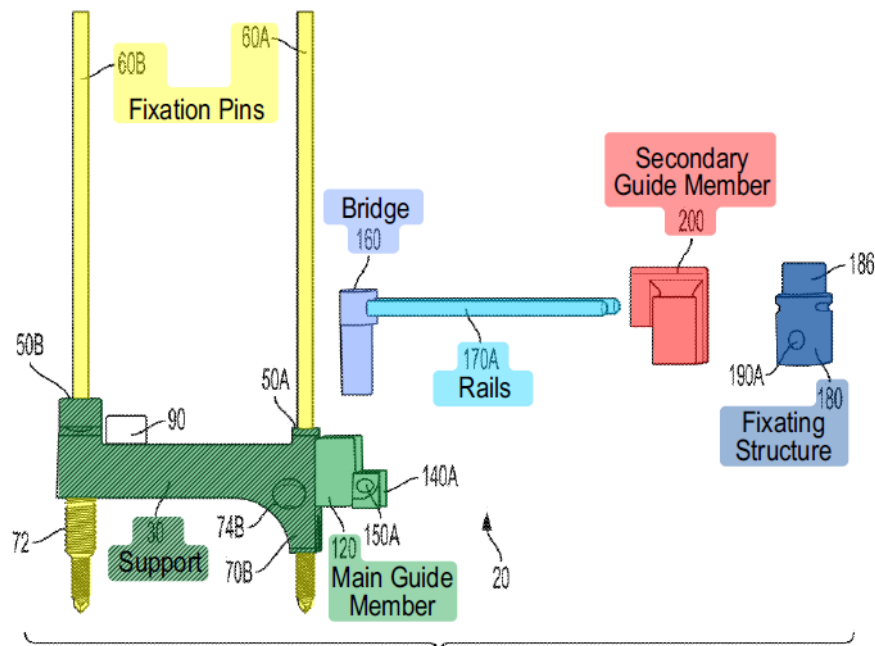 60B
60A
Fixation Pins
Secondary
Guide Member
200
Bridge
160
186
50B
50A
170A
Rails
190A
180
Fixating
Structure
90
140A
74B
150A
72
30
Support
70B
120
Main Guide
Member
20